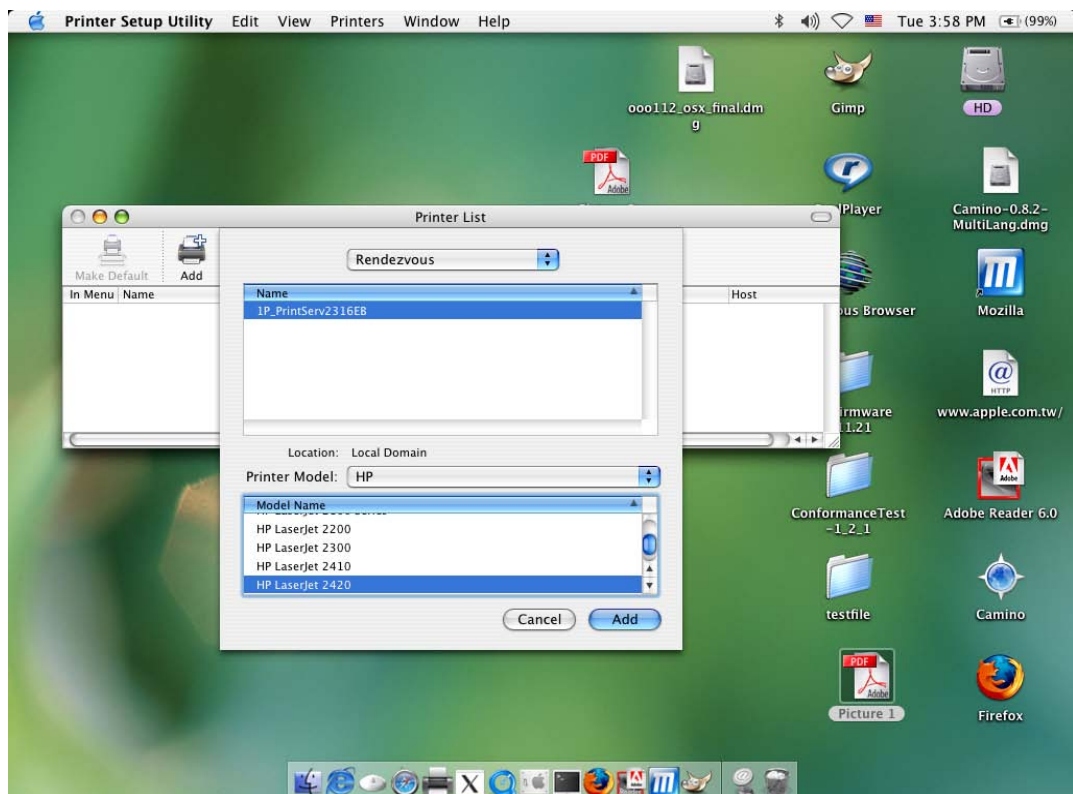 Printer Setup Utility Edit View Printers Window Help Tue 3:58 PM (99%)
ooo112_osx_final.dm
g
Gimp
HD
PDF
Adobe
Player
Camino-0.8.2-
MultiLang.dmg
Printer List
Make Default
Add
Rendezvous
In Menu Name
Host
Name
1P_PrintServ2316EB
ous Browser
Mozilla
HTTP
irmware
11.21
www.apple.com.tw/
Location: Local Domain
Printer Model: HP
Model Name
HP LaserJet 2200
HP LaserJet 2300
HP LaserJet 2410
HP LaserJet 2420
Cancel
Add
ConformanceTest
-1_2_1
Adobe
Adobe Reader 6.0
testfile
Camino
PDF
Adobe
Picture 1
Firefox